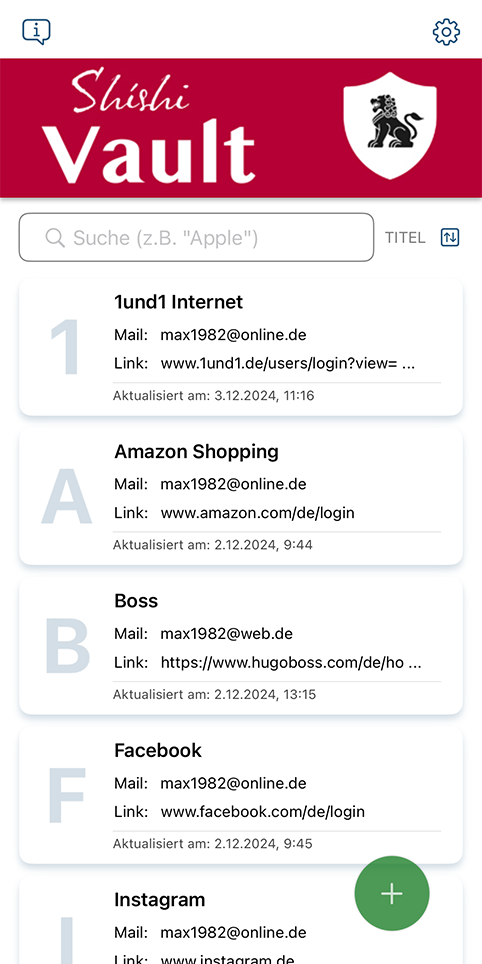 Shishi
Vault
Suche (z.B. "Apple")
TITEL
1
1und1 Internet
Mail: max1982@online.de
Link: www.1und1.de/users/login?view= ...
Aktualisiert am: 3.12.2024, 11:16
A
Amazon Shopping
Mail: max1982@online.de
Link: www.amazon.com/de/login
Aktualisiert am: 2.12.2024, 9:44
B
Boss
Mail: max1982@web.de
Link: https://www.hugoboss.com/de/ho ...
Aktualisiert am: 2.12.2024, 13:15
F
Facebook
Mail: max1982@online.de
Link: www.facebook.com/de/login
Aktualisiert am: 2.12.2024, 9:45
I
Instagram
Mail: max1982@online.de
Link: www.instagram.de